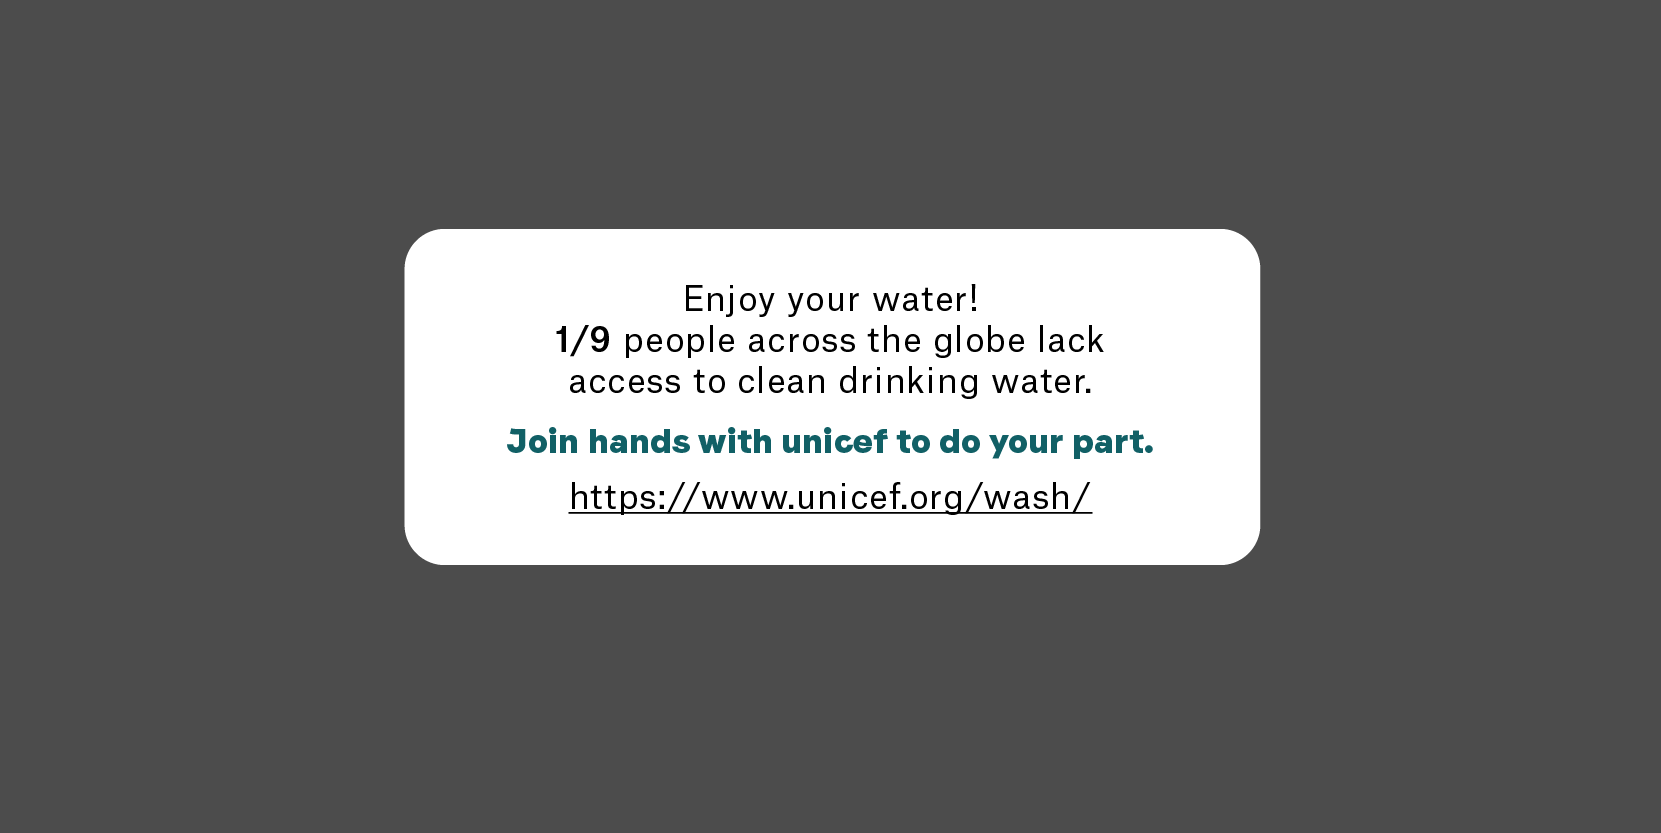 Enjoy your water!
1/9 people across the globe lack
access to clean drinking water.
Join hands with unicef to do your part.
https://www.unicef.org/wash/